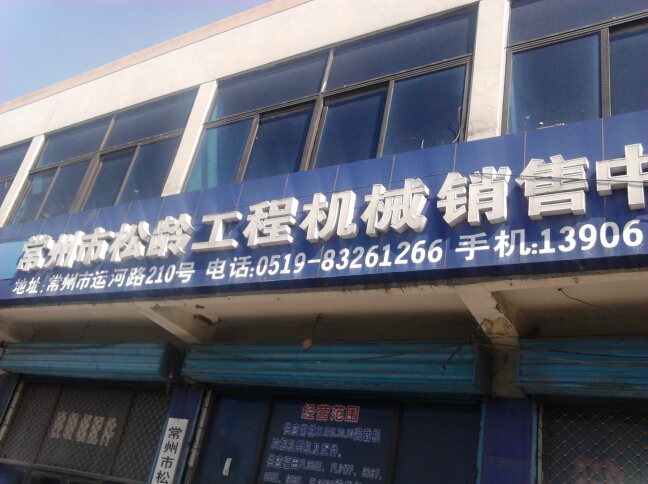 常州市松龄工程机械销售中
地址:常州市运河路210号 电话:0519-83261266 手机:13906
经营范围
常州市松